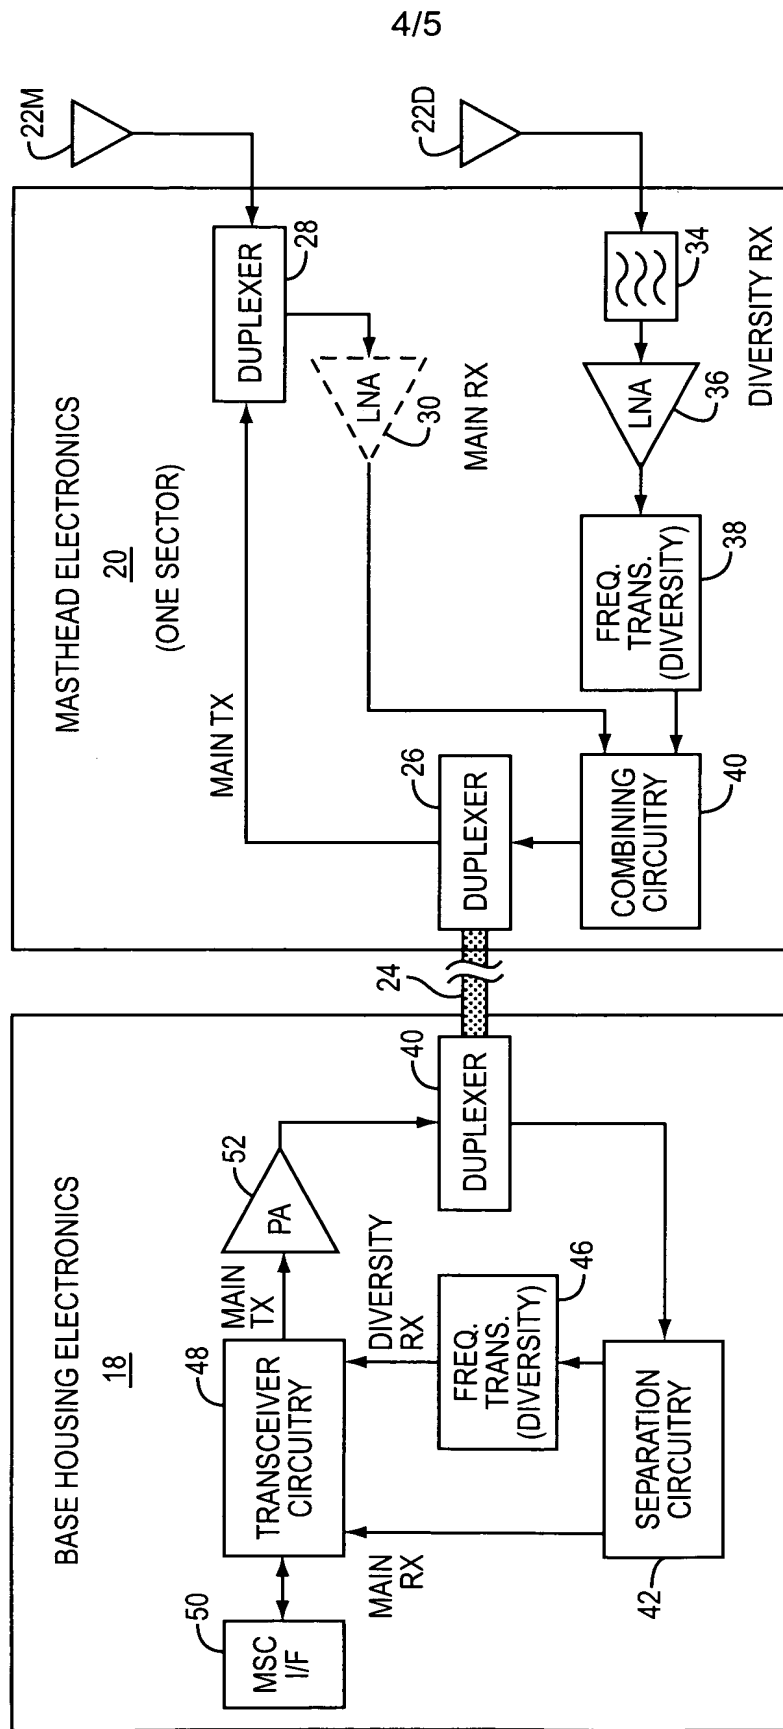 4/5
BASE HOUSING ELECTRONICS
18
50
MSC
I/F
48
TRANSCEIVER
CIRCUITRY
MAIN
TX
52
PA
MAIN
RX
DIVERSITY
RX
46
FREQ.
TRANS.
(DIVERSITY)
42
SEPARATION
CIRCUITRY
40
DUPLEXER
24
MASTHEAD ELECTRONICS
20
(ONE SECTOR)
MAIN TX
26
DUPLEXER
DUPLEXER
28
22M
LNA
30
MAIN RX
COMBINING
CIRCUITRY
40
FREQ.
TRANS.
(DIVERSITY)
38
LNA
36
34
22D
DIVERSITY RX